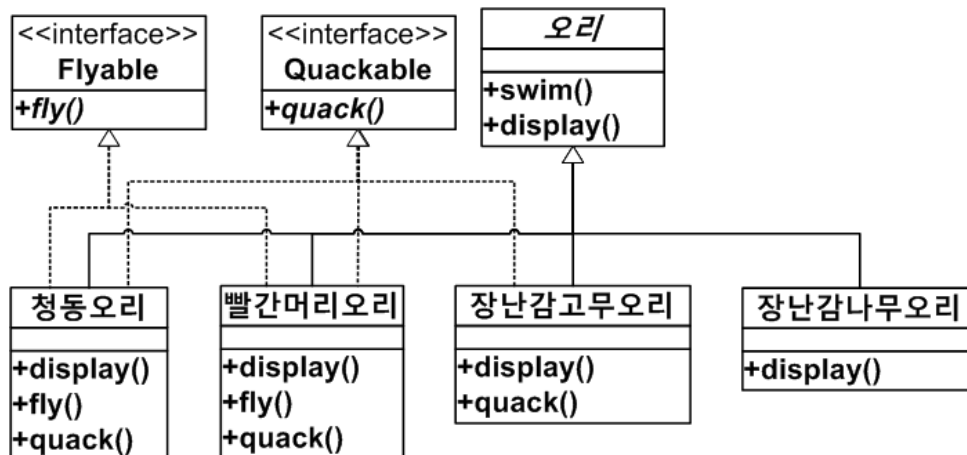 <<interface>>
Flyable
+fly()
<<interface>>
Quackable
+quack()
오리
+swim()
+display()
청동오리
+display()
+fly()
+quack()
빨간머리오리
+display()
+fly()
+quack()
장난감고무오리
+display()
+quack()
장난감나무오리
+display()